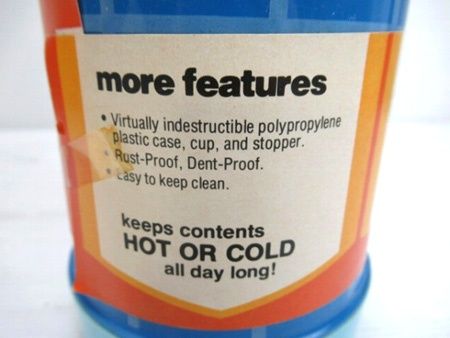 more features
• Virtually indestructible polypropylene
plastic case, cup, and stopper.
• Rust-Proof, Dent-Proof.
• Easy to keep clean.
keeps contents
HOT OR COLD
all day long!